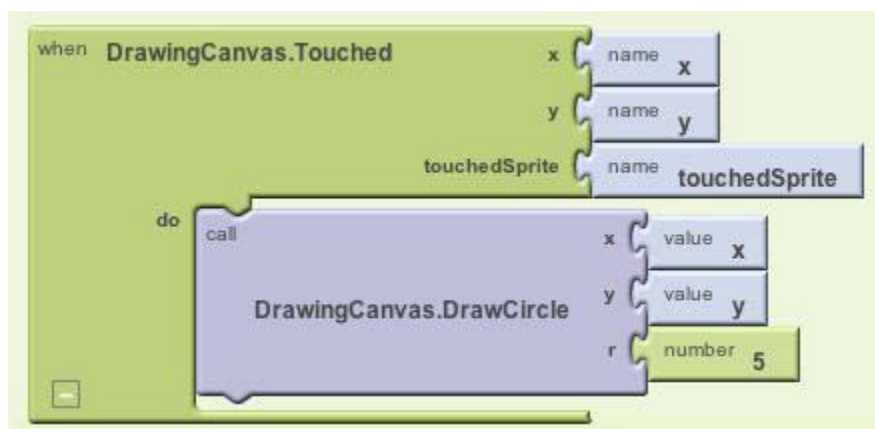 when DrawingCanvas.Touched x name x
y name y
touchedSprite name touchedSprite
do call x value x
DrawingCanvas.DrawCircle y value y
r number 5